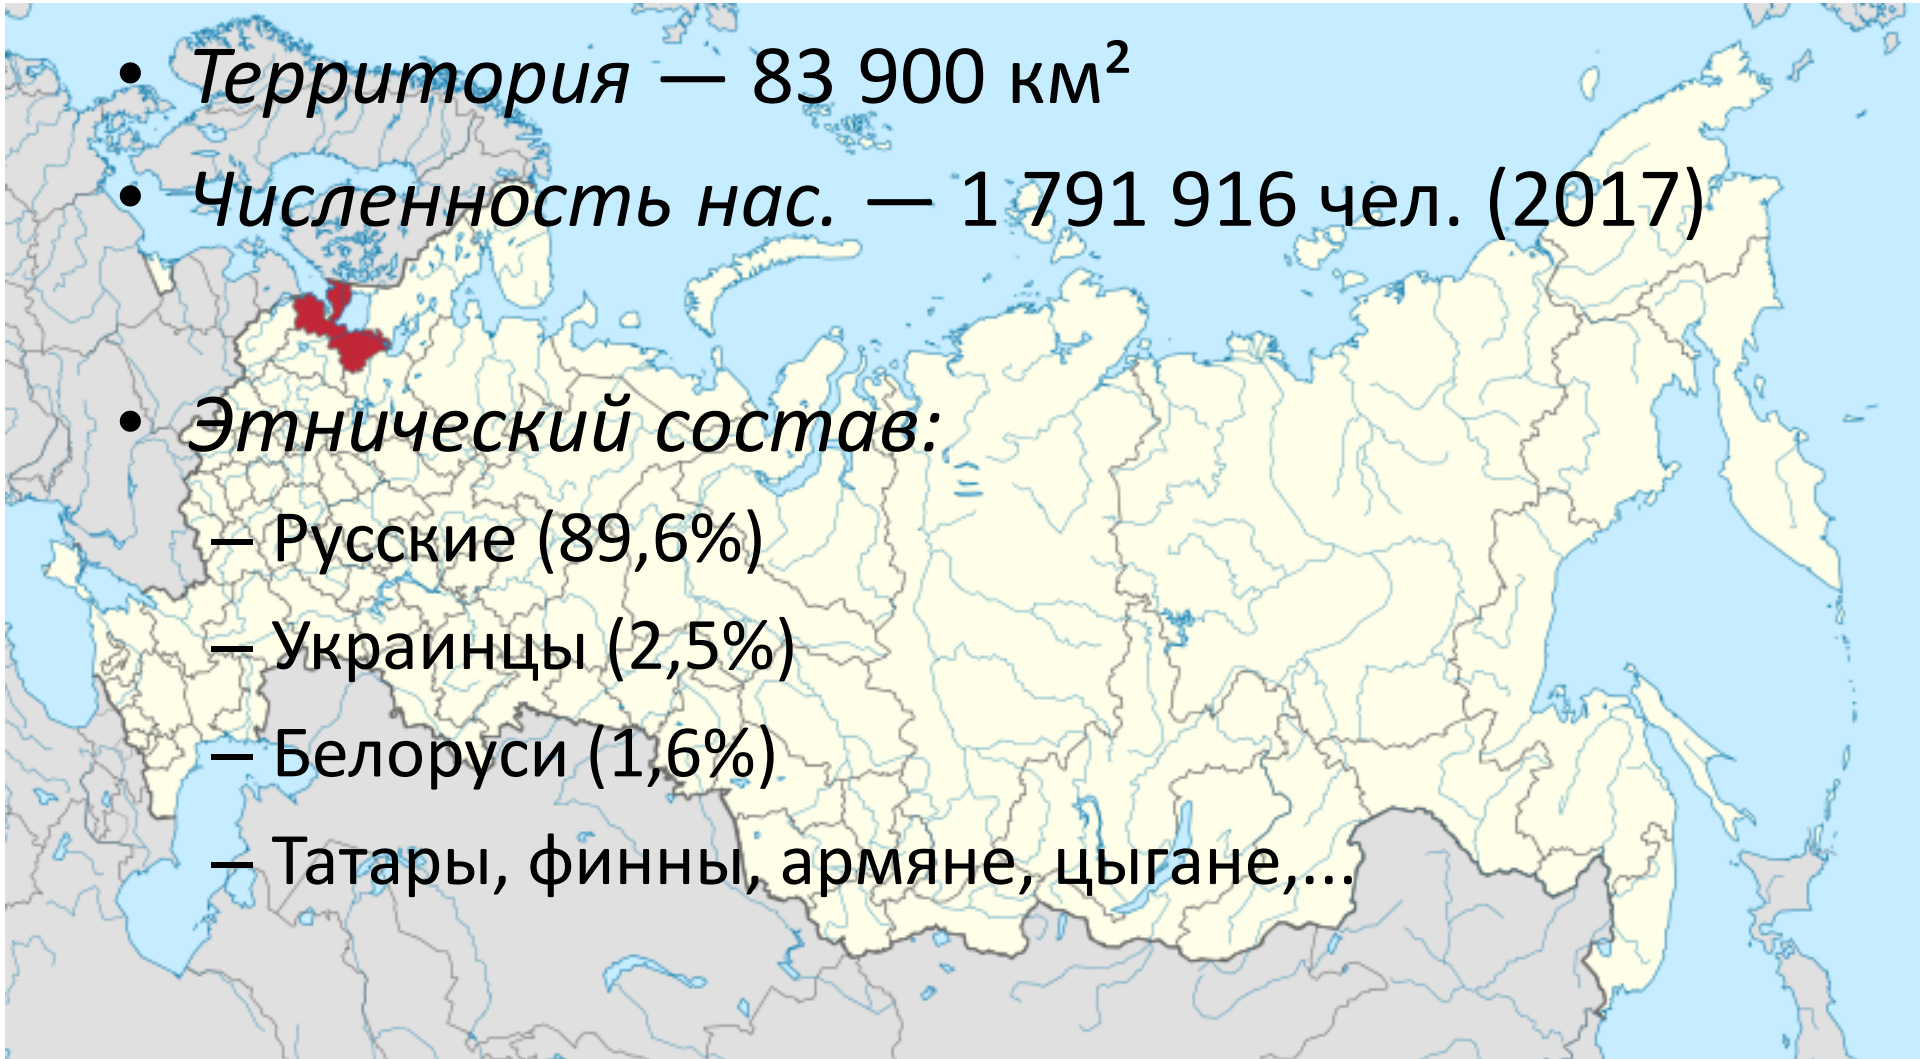 • Территория — 83 900 км²
• Численность нас. — 1 791 916 чел. (2017)
• Этнический состав:
– Русские (89,6%)
– Украинцы (2,5%)
– Белоруси (1,6%)
– Татары, финны, армяне, цыгане,...